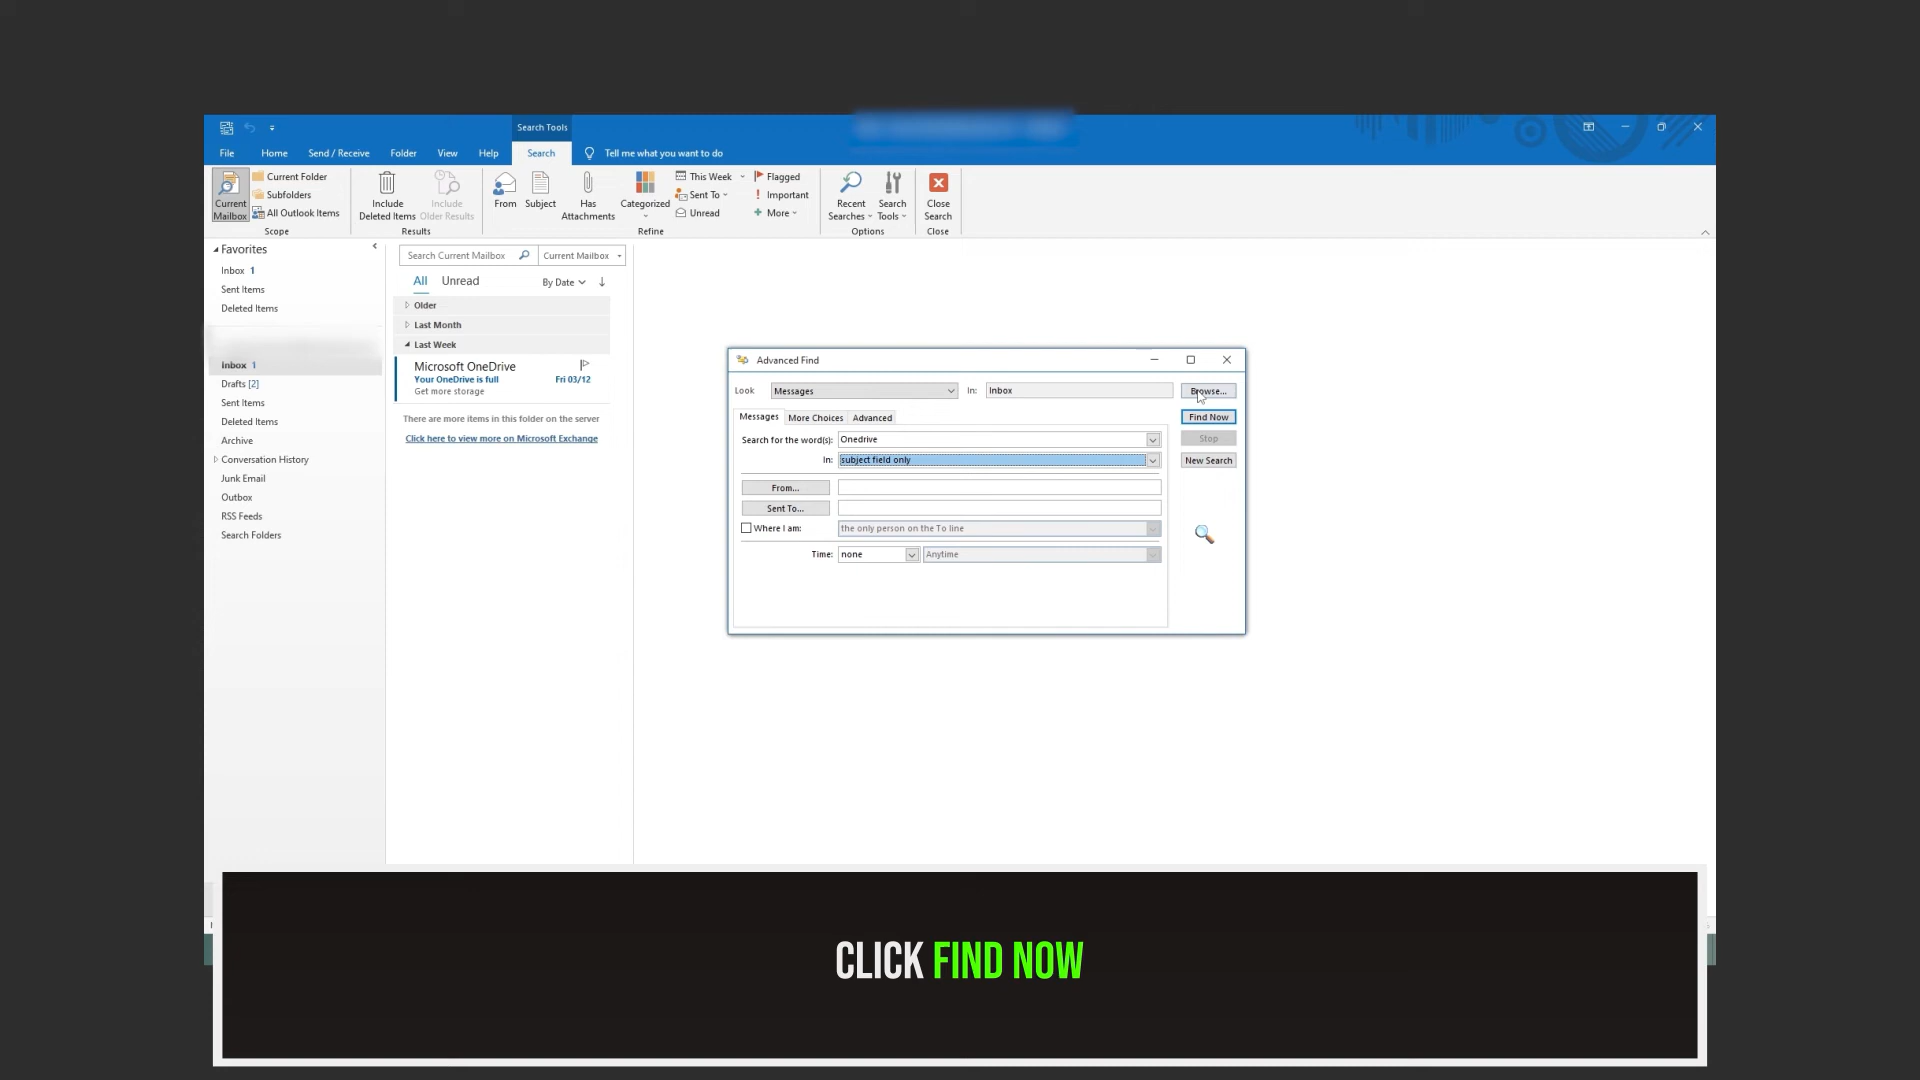 Search Tools
File Home Send / Receive Folder View Help Search Tell me what you want to do
Current Mailbox
Current Folder
Subfolders
All Outlook Items
Scope
Include Deleted Items
Include Older Results
Results
From
Subject
Has Attachments
Categorized
This Week
Sent To
Unread
Flagged
! Important
+ More
Refine
Recent Searches
Search Tools
Options
Close Search
Close
Favorites
Inbox 1
Sent Items
Deleted Items
Inbox 1
Drafts [2]
Sent Items
Deleted Items
Archive
Conversation History
Junk Email
Outbox
RSS Feeds
Search Folders
Search Current Mailbox Current Mailbox
All Unread By Date
Older
Last Month
Last Week
Microsoft OneDrive
Your OneDrive is full Fri 03/12
Get more storage
There are more items in this folder on the server
Click here to view more on Microsoft Exchange
Advanced Find
Look Messages In: Inbox Browse...
Messages More Choices Advanced Find Now
Search for the word(s): Onedrive Stop
In: subject field only New Search
From...
Sent To...
Where I am: the only person on the To line
Time: none Anytime
CLICK FIND NOW